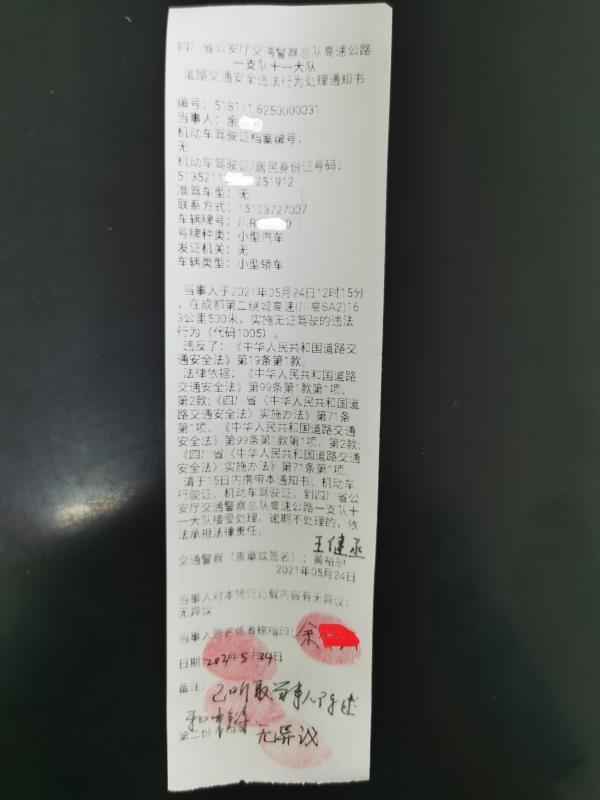 四川省公安厅交通警察总队高速公路
一支队十一大队
道路交通安全违法行为处理通知书
编号：5181116250000031
当事人：余
机动车驾驶证档案编号：
无
机动车驾驶证/居民身份证号码：
5135211 251912
准驾车型：无
联系方式：15123727007
车辆牌号：川R 0
号牌种类：小型汽车
发证机关：无
车辆类型：小型轿车
当事人于2021年05月24日12时15分
，在成都第二绕城高速(川高SA2)16
3公里500米，实施无证驾驶的违法
行为（代码1005）。
违反了：《中华人民共和国道路交
通安全法》第19条第1款。
法律依据：《中华人民共和国道路
交通安全法》第99条第1款第1项、
第2款;《四川省〈中华人民共和国道
路交通安全法〉实施办法》第71条
第1项、《中华人民共和国道路交通
安全法》第99条第1款第1项、第2款;
《四川省〈中华人民共和国道路交通
安全法〉实施办法》第71条第1项
请于15日内携带本通知书、机动车
行驶证、机动车驾驶证，到四川省公
安厅交通警察总队高速公路一支队十
一大队接受处理。逾期不处理的，依
法承担法律责任。
王健丞
交通警察（盖章或签名）：黄裕
2021年05月24日
当事人对本凭证记载内容有无异议：
无异议
当事人签名或者捺指印：余
日期 2021年5月24日
备注： 已听取当事人陈述
和申辩
第二份 无异议